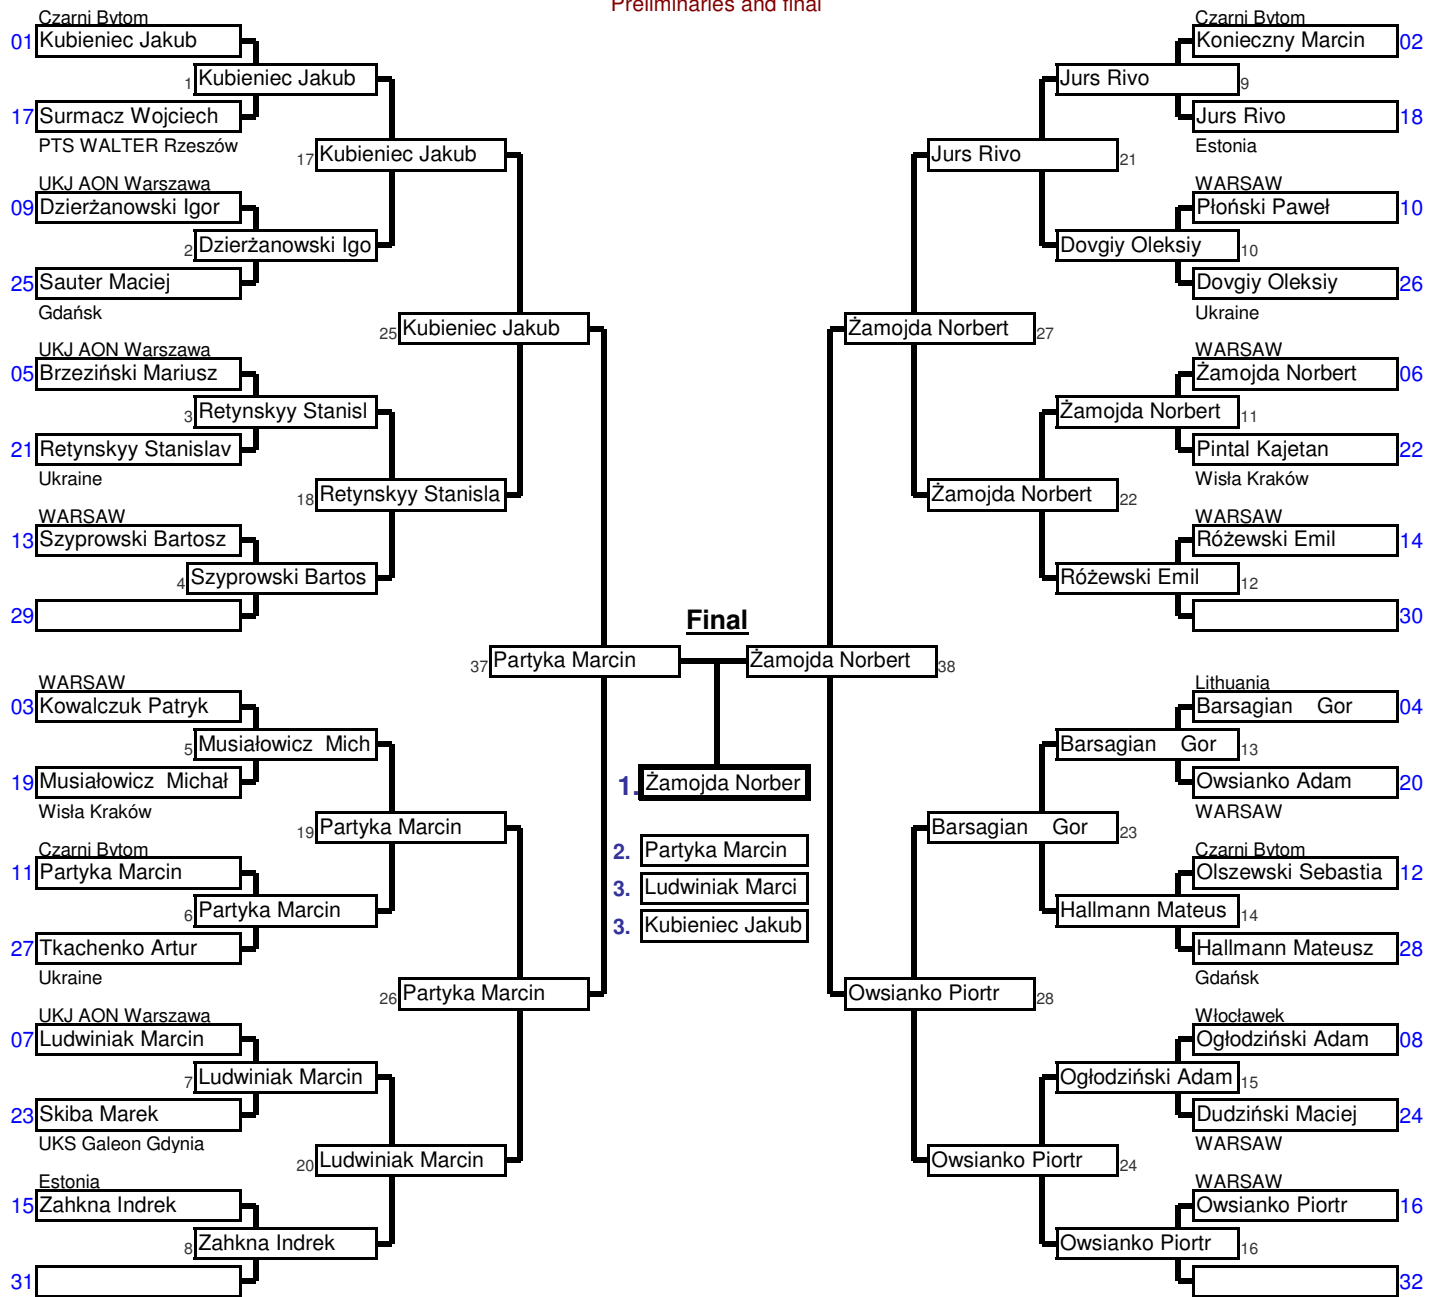 Preliminaries and final
Czarni Bytom
01 Kubieniec Jakub
1 Kubieniec Jakub
17 Surmacz Wojciech
PTS WALTER Rzeszów
17 Kubieniec Jakub
UKJ AON Warszawa
09 Dzierżanowski Igor
2 Dzierżanowski Igo
25 Sauter Maciej
Gdańsk
25 Kubieniec Jakub
UKJ AON Warszawa
05 Brzeziński Mariusz
3 Retynskyy Stanisl
21 Retynskyy Stanislav
Ukraine
18 Retynskyy Stanisla
WARSAW
13 Szyprowski Bartosz
4 Szyprowski Bartos
29
37 Partyka Marcin
WARSAW
03 Kowalczuk Patryk
5 Musiałowicz Mich
19 Musiałowicz Michał
Wisła Kraków
19 Partyka Marcin
Czarni Bytom
11 Partyka Marcin
6 Partyka Marcin
27 Tkachenko Artur
Ukraine
26 Partyka Marcin
UKJ AON Warszawa
07 Ludwiniak Marcin
7 Ludwiniak Marcin
23 Skiba Marek
UKS Galeon Gdynia
20 Ludwiniak Marcin
Estonia
15 Zahkna Indrek
8 Zahkna Indrek
31
Final
1. Żamojda Norber
2. Partyka Marcin
3. Ludwiniak Marci
3. Kubieniec Jakub
Czarni Bytom
Konieczny Marcin 02
Jurs Rivo 9
Jurs Rivo 18
Estonia
Jurs Rivo 21
WARSAW
Płoński Paweł 10
Dovgiy Oleksiy 10
Dovgiy Oleksiy 26
Ukraine
Żamojda Norbert 27
WARSAW
Żamojda Norbert 06
Żamojda Norbert 11
Pintal Kajetan 22
Wisła Kraków
Żamojda Norbert 22
WARSAW
Różewski Emil 14
Różewski Emil 12
30
Żamojda Norbert 38
Lithuania
Barsagian Gor 04
Barsagian Gor 13
Owsianko Adam 20
WARSAW
Barsagian Gor 23
Czarni Bytom
Olszewski Sebastia 12
Hallmann Mateus 14
Hallmann Mateusz 28
Gdańsk
Owsianko Piortr 28
Włocławek
Ogłodziński Adam 08
Ogłodziński Adam 15
Dudziński Maciej 24
WARSAW
Owsianko Piortr 24
WARSAW
Owsianko Piortr 16
Owsianko Piortr 16
32